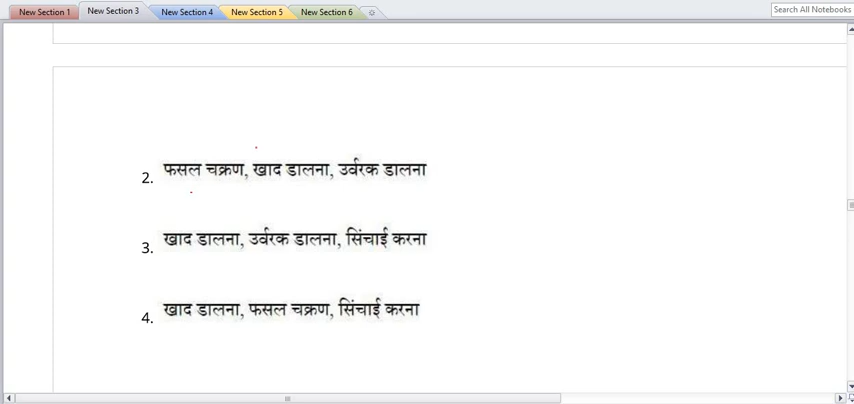 New Section 1 New Section 3 New Section 4 New Section 5 New Section 6 Search All Notebooks
2. फसल चक्रण, खाद डालना, उर्वरक डालना
3. खाद डालना, उर्वरक डालना, सिंचाई करना
4. खाद डालना, फसल चक्रण, सिंचाई करना